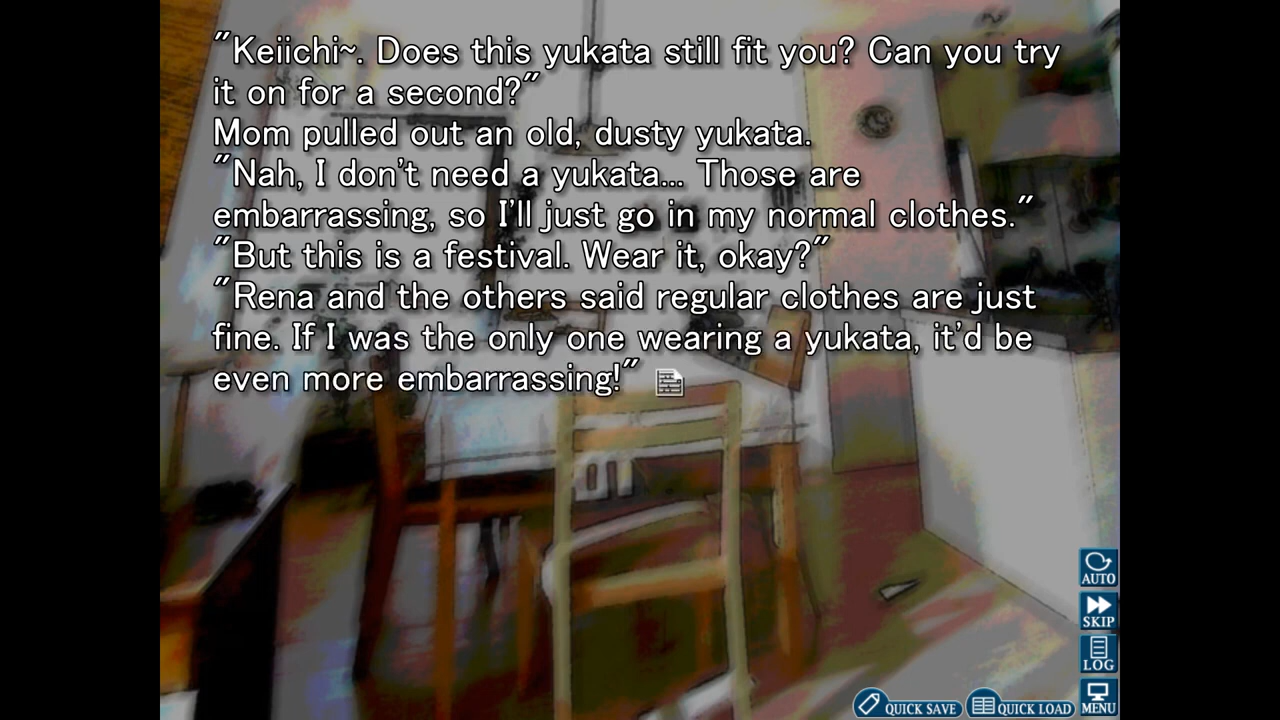 "Keiichi~. Does this yukata still fit you? Can you try
it on for a second?"
Mom pulled out an old, dusty yukata.
"Nah, I don't need a yukata... Those are
embarrassing, so I'll just go in my normal clothes."
"But this is a festival. Wear it, okay?"
"Rena and the others said regular clothes are just
fine. If I was the only one wearing a yukata, it'd be
even more embarrassing!"
AUTO
SKIP
LOG
MENU
QUICK SAVE
QUICK LOAD